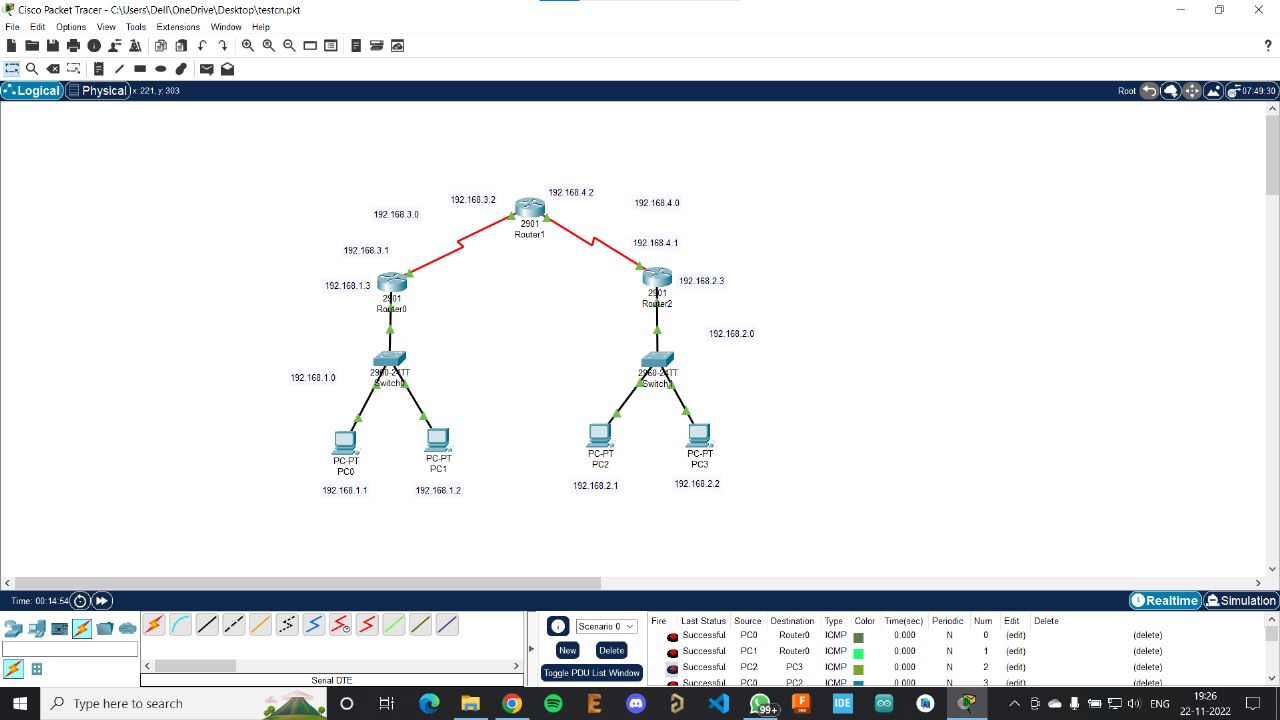 Cisco Packet Tracer - C:\Users\Dell\OneDrive\Desktop\testcn.pkt
File Edit Options View Tools Extensions Window Help
?
Logical Physical x: 221, y: 303 Root 07:49:30
192.168.3.2 192.168.4.2
192.168.4.0
192.168.3.0
2901
Router1
192.168.3.1 192.168.4.1
192.168.1.3 192.168.2.3
2901
Router0
2901
Router2
192.168.2.0
192.168.1.0
2960-24TT
Switch0
2960-24TT
PC-PT
PC0
PC-PT
PC1
PC-PT
PC2
PC-PT
PC3
192.168.1.1 192.168.1.2 192.168.2.1 192.168.2.2
Time: 00:14:54 Realtime Simulation
Scenario 0
New Delete
Toggle PDU List Window
Serial DTE
Fire Last Status Source Destination Type Color Time(sec) Periodic Num Edit Delete
Successful PC0 Router0 ICMP 0.000 N 0 (edit) (delete)
Successful PC1 Router0 ICMP 0.000 N 1 (edit) (delete)
Successful PC2 PC3 ICMP 0.000 N 2 (edit) (delete)
Successful PC0 PC2 ICMP 0.000 N 3 (edit) (delete)
Type here to search
99+
IDE
ENG
19:26
22-11-2022